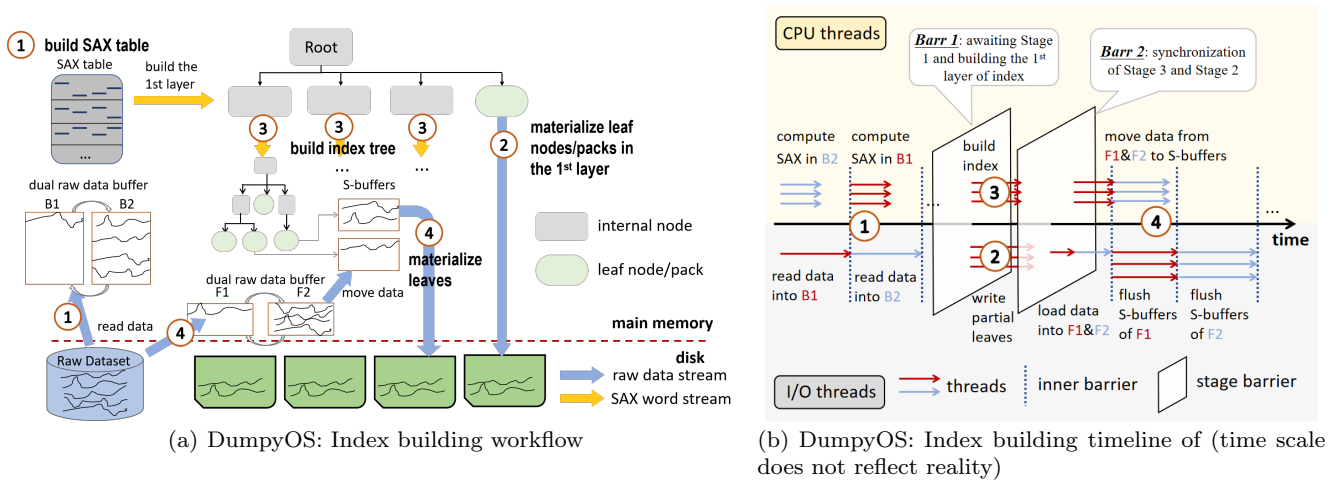 1 build SAX table
SAX table
...
build the
1st layer
Root
3
3
3
build index tree
...
...
2
materialize leaf
nodes/packs in
the 1st layer
dual raw data buffer
B1
B2
S-buffers
4
materialize
leaves
internal node
leaf node/pack
dual raw data buffer
F1
F2
move data
1
read data
4
main memory
disk
Raw Dataset
raw data stream
SAX word stream
(a) DumpyOS: Index building workflow
CPU threads
Barr 1: awaiting Stage
1 and building the 1st
layer of index
Barr 2: synchronization
of Stage 3 and Stage 2
compute
SAX in B2
compute
SAX in B1
build
index
move data from
F1&F2 to S-buffers
3
...
...
1
4
time
2
read data
into B1
read data
into B2
write
partial
leaves
load data
into F1&F2
flush
S-buffers
of F1
flush
S-buffers
of F2
I/O threads
threads
inner barrier
stage barrier
(b) DumpyOS: Index building timeline of (time scale
does not reflect reality)